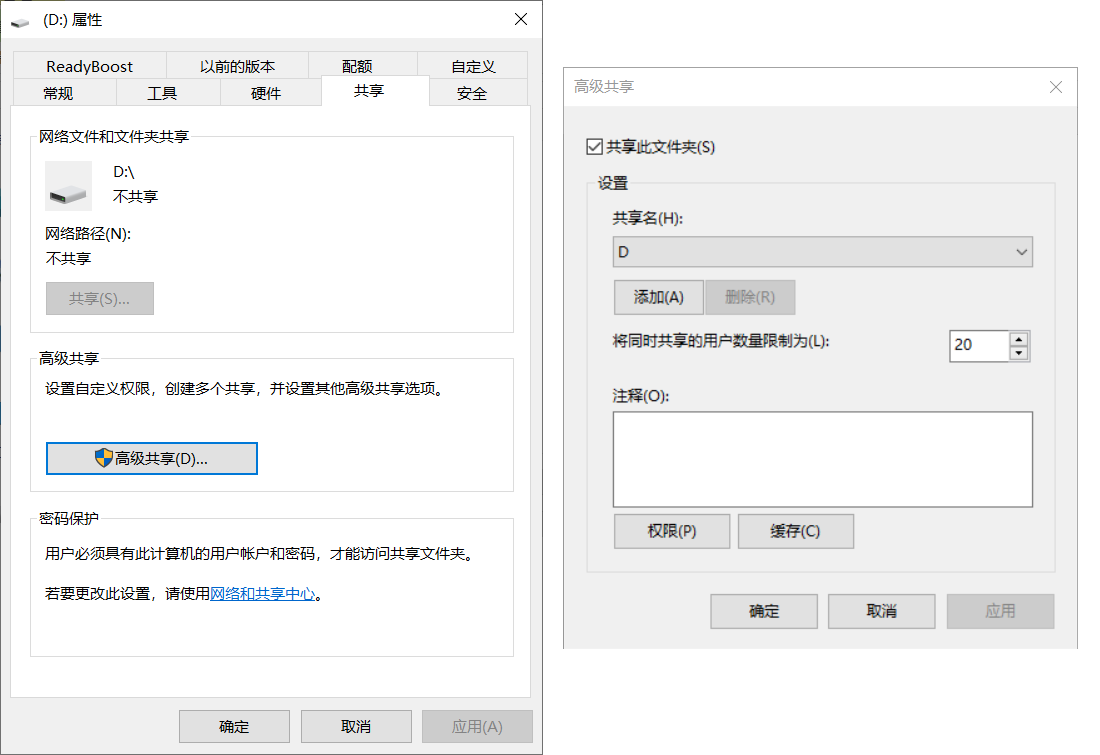 (D:) 属性
ReadyBoost
以前的版本
配额
自定义
常规
工具
硬件
共享
安全
网络文件和文件夹共享
D:\
不共享
网络路径(N):
不共享
共享(S)...
高级共享
设置自定义权限，创建多个共享，并设置其他高级共享选项。
高级共享(D)...
密码保护
用户必须具有此计算机的用户帐户和密码，才能访问共享文件夹。
若要更改此设置，请使用网络和共享中心。
确定
取消
应用(A)
高级共享
共享此文件夹(S)
设置
共享名(H):
D
添加(A)
删除(R)
将同时共享的用户数量限制为(L):
20
注释(O):
权限(P)
缓存(C)
确定
取消
应用